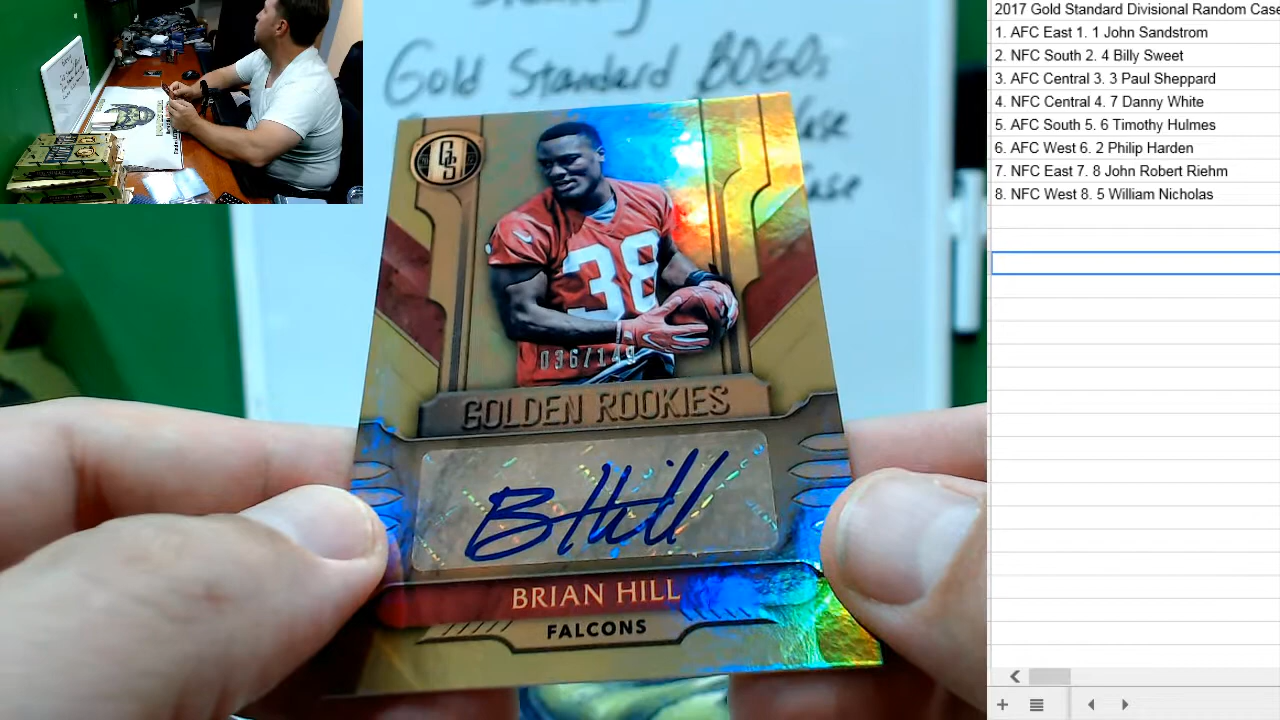 Gold Standard BOGOs
ase
ase
GS
38
036/149
GOLDEN ROOKIES
B Hill
BRIAN HILL
FALCONS
2017 Gold Standard Divisional Random Case
1. AFC East 1. 1 John Sandstrom
2. NFC South 2. 4 Billy Sweet
3. AFC Central 3. 3 Paul Sheppard
4. NFC Central 4. 7 Danny White
5. AFC South 5. 6 Timothy Hulmes
6. AFC West 6. 2 Philip Harden
7. NFC East 7. 8 John Robert Riehm
8. NFC West 8. 5 William Nicholas